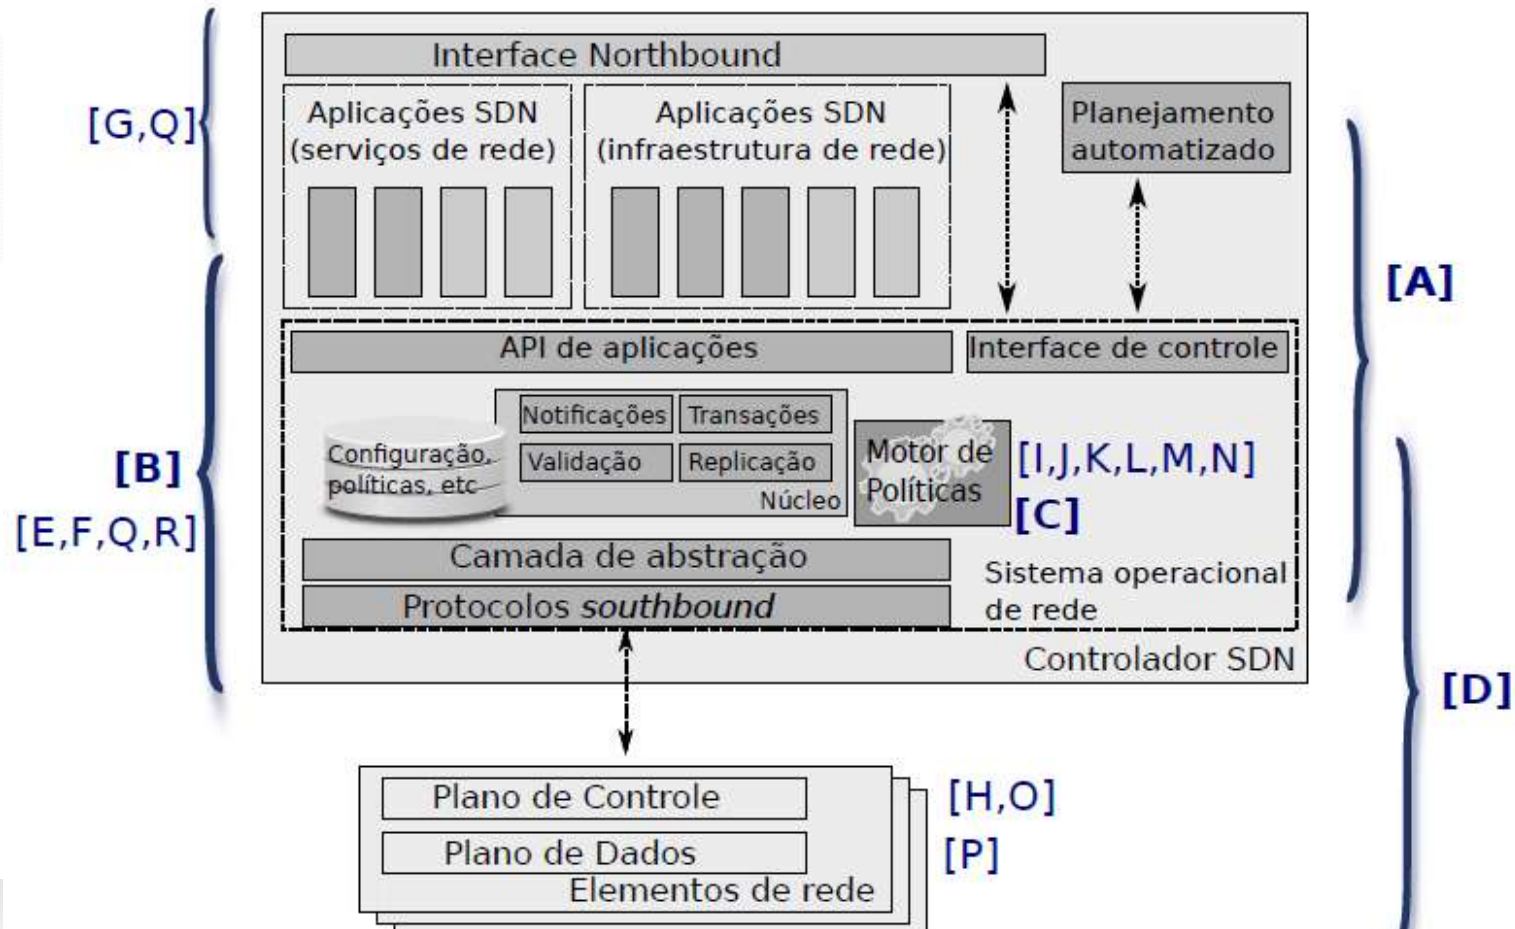 Interface Northbound
Aplicações SDN
(serviços de rede)
Aplicações SDN
(infraestrutura de rede)
Planejamento
automatizado
[G,Q]
[A]
API de aplicações
Interface de controle
Configuração,
políticas, etc
Notificações
Transações
Validação
Replicação
Núcleo
Motor de
Políticas
[I,J,K,L,M,N]
[C]
[B]
[E,F,Q,R]
Camada de abstração
Protocolos southbound
Sistema operacional
de rede
Controlador SDN
[D]
Plano de Controle
[H,O]
Plano de Dados
[P]
Elementos de rede